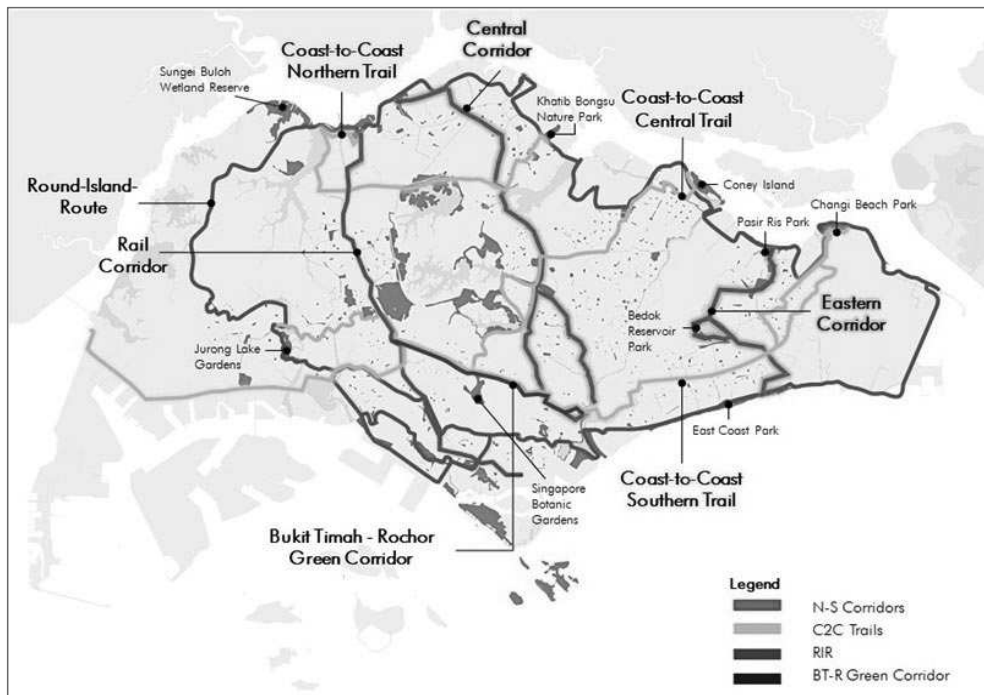 Central
Corridor
Coast-to-Coast
Northern Trail
Sungei Buloh
Wetland Reserve
Khatib Bongsu
Nature Park
Coast-to-Coast
Central Trail
Round-Island-
Route
Coney Island
Changi Beach Park
Pasir Ris Park
Rail
Corridor
Eastern
Corridor
Bedok
Reservoir
Park
Jurong Lake
Gardens
East Coast Park
Coast-to-Coast
Southern Trail
Singapore
Botanic
Gardens
Bukit Timah - Rochor
Green Corridor
Legend
N-S Corridors
C2C Trails
RIR
BT-R Green Corridor